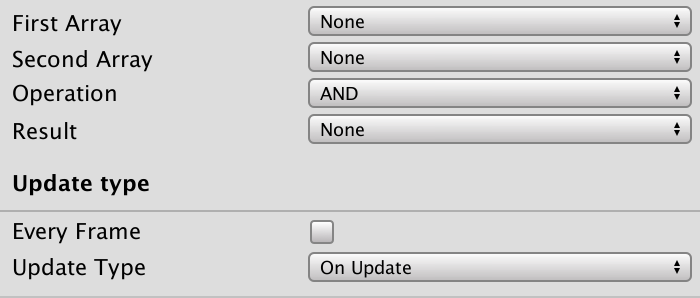 First Array None
Second Array None
Operation AND
Result None
Update type
Every Frame
Update Type On Update